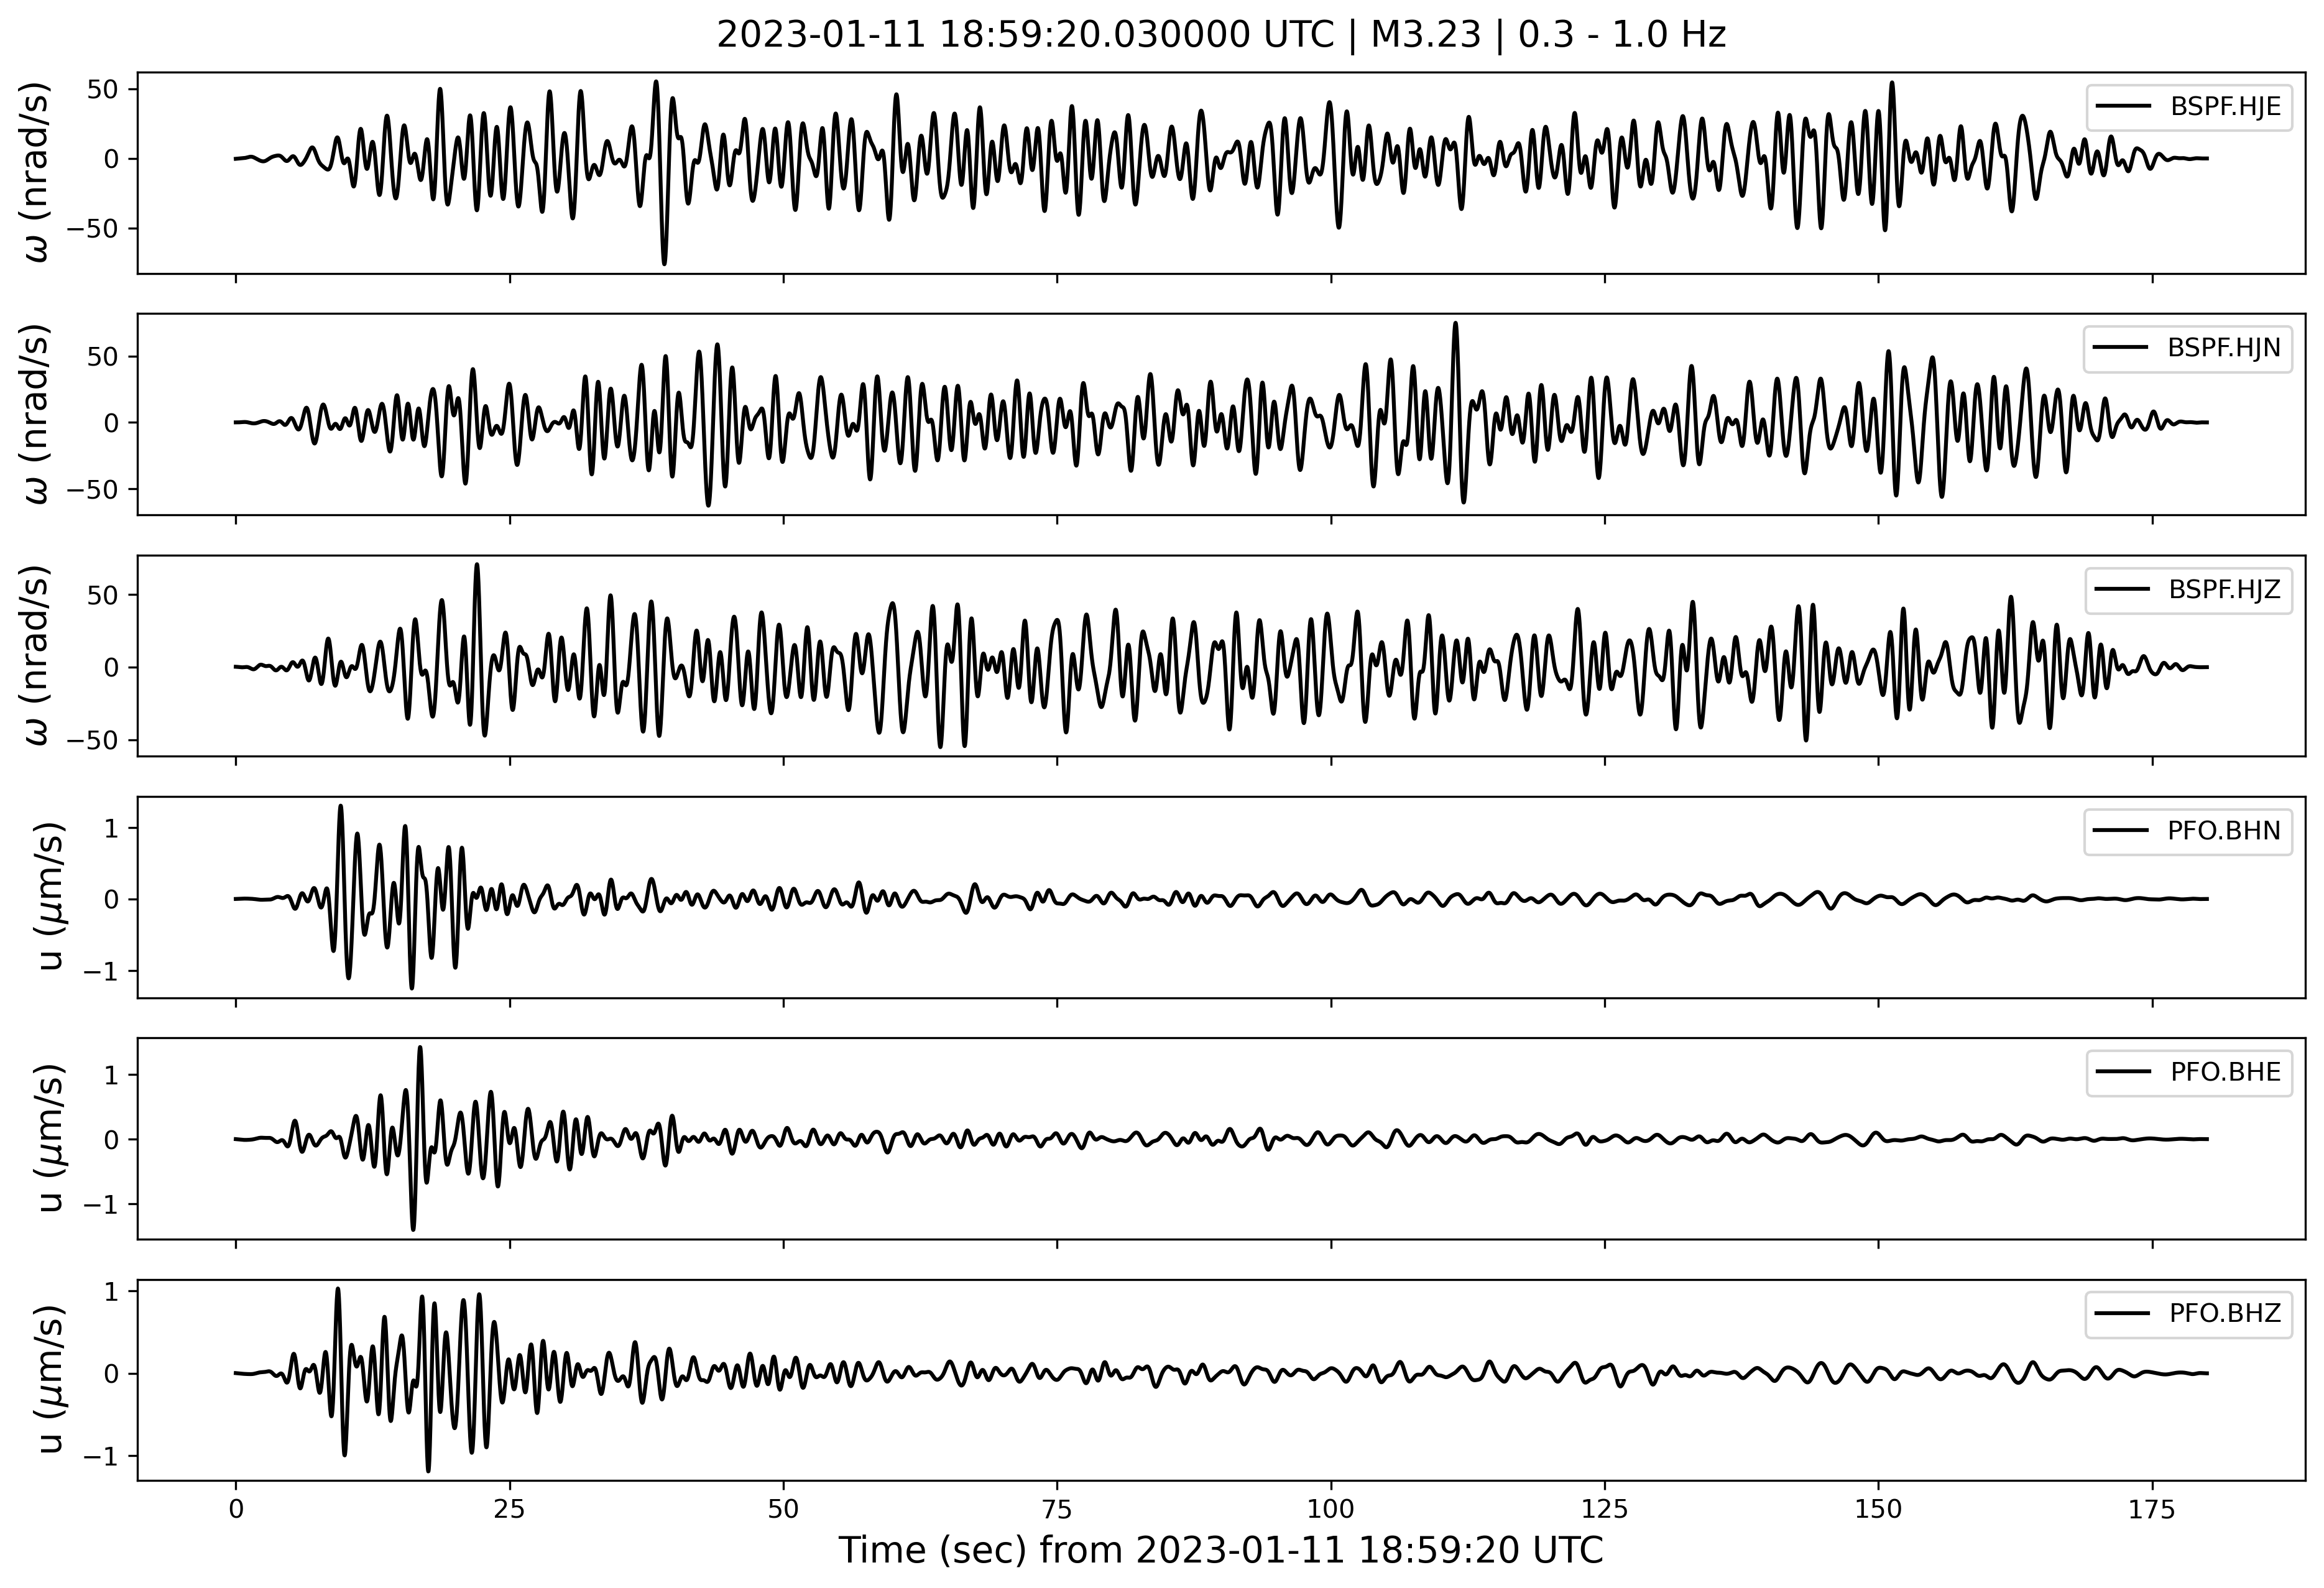 2023-01-11 18:59:20.030000 UTC | M3.23 | 0.3 - 1.0 Hz
ω (nrad/s)
50
0
−50
BSPF.HJE
ω (nrad/s)
50
0
−50
BSPF.HJN
ω (nrad/s)
50
0
−50
BSPF.HJZ
u (μm/s)
1
0
−1
PFO.BHN
u (μm/s)
1
0
−1
PFO.BHE
u (μm/s)
1
0
−1
PFO.BHZ
0 25 50 75 100 125 150 175
Time (sec) from 2023-01-11 18:59:20 UTC